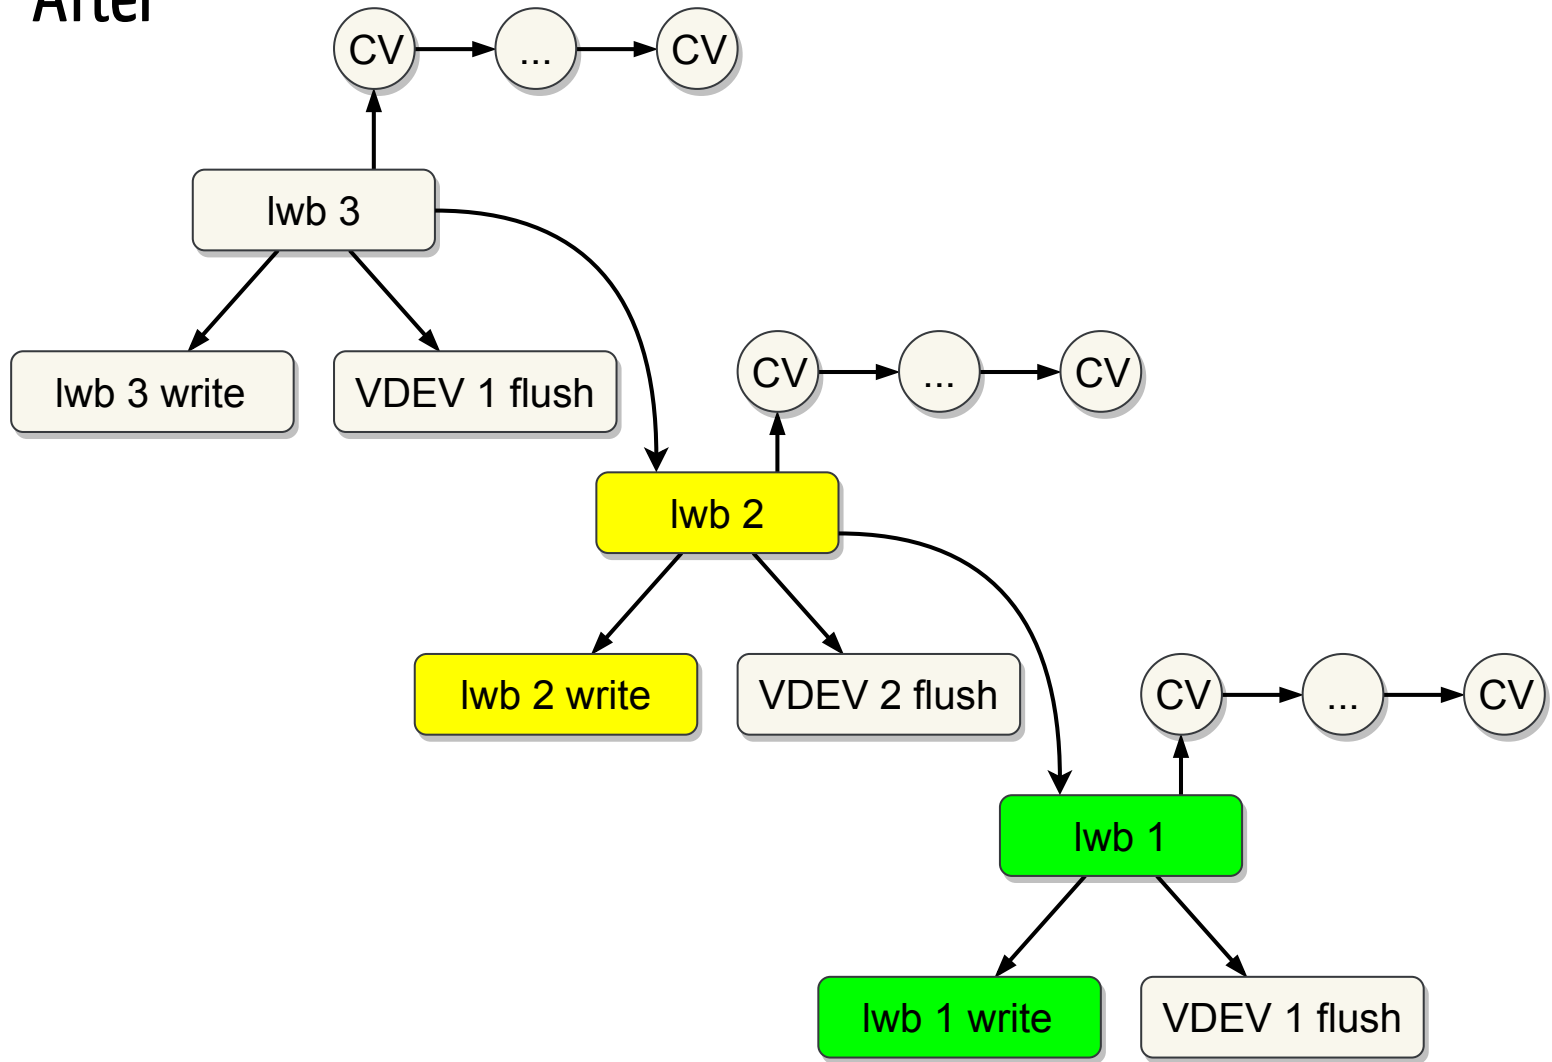 After
CV
...
CV
lwb 3
lwb 3 write
VDEV 1 flush
CV
...
CV
lwb 2
lwb 2 write
VDEV 2 flush
CV
...
CV
lwb 1
lwb 1 write
VDEV 1 flush